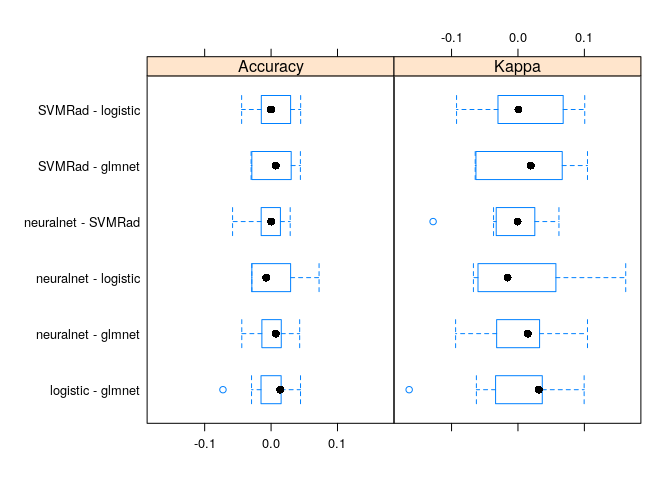 -0.1 0.0 0.1
Accuracy Kappa
SVMRad - logistic
SVMRad - glmnet
neuralnet - SVMRad
neuralnet - logistic
neuralnet - glmnet
logistic - glmnet
-0.1 0.0 0.1